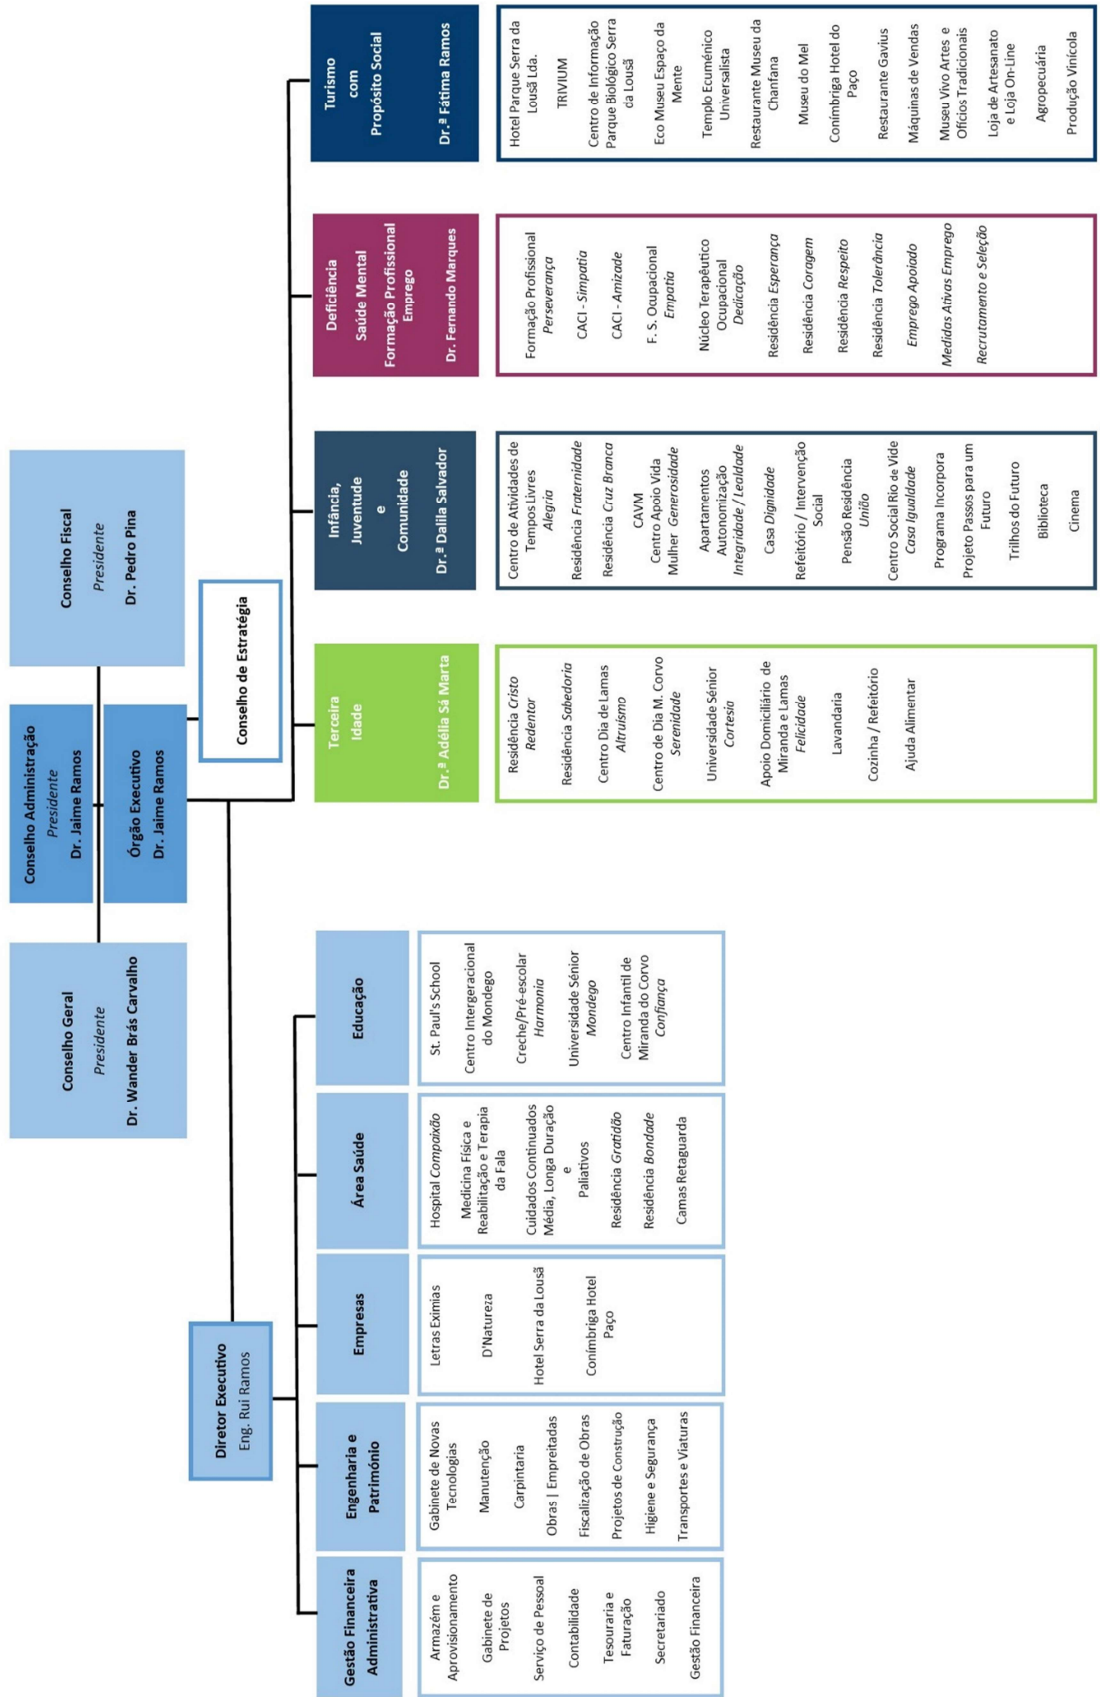 Conselho Geral
Presidente
Dr. Wander Brás Carvalho
Conselho Administração
Presidente
Dr. Jaime Ramos
Órgão Executivo
Dr. Jaime Ramos
Conselho Fiscal
Presidente
Dr. Pedro Pina
Conselho de Estratégia
Diretor Executivo
Eng. Rui Ramos
Gestão Financeira
Administrativa
Armazém e
Aprovisionamento
Gabinete de
Projetos
Serviço de Pessoal
Contabilidade
Tesouraria e
Faturação
Secretariado
Gestão Financeira
Engenharia e
Património
Gabinete de Novas
Tecnologias
Manutenção
Carpintaria
Obras | Empreitadas
Fiscalização de Obras
Projetos de Construção
Higiene e Segurança
Transportes e Viaturas
Empresas
Letras Exímias
D'Natureza
Hotel Serra da Lousã
Conímbriga Hotel
Paço
Área Saúde
Hospital Compaixão
Medicina Física e
Reabilitação e Terapia
da Fala
Cuidados Continuados
Média, Longa Duração
e
Paliativos
Residência Gratidão
Residência Bondade
Camas Retaguarda
Educação
St. Paul's School
Centro Intergeracional
do Mondego
Creche/Pré-escolar
Harmonia
Universidade Sénior
Mondego
Centro Infantil de
Miranda do Corvo
Confiança
Terceira
Idade
Dr.ª Adélia Sá Marta
Residência Cristo
Redentor
Residência Sabedoria
Centro Dia de Lamas
Altruísmo
Centro de Dia M. Corvo
Serenidade
Universidade Sénior
Cortesia
Apoio Domiciliário de
Miranda e Lamas
Felicidade
Lavandaria
Cozinha / Refeitório
Ajuda Alimentar
Infância,
Juventude
e
Comunidade
Dr.ª Dalila Salvador
Centro de Atividades de
Tempos Livres
Alegria
Residência Fraternidade
Residência Cruz Branca
CAVM
Centro Apoio Vida
Mulher Generosidade
Apartamentos
Autonomização
Integridade / Lealdade
Casa Dignidade
Refeitório / Intervenção
Social
Pensão Residência
União
Centro Social Rio de Vide
Casa Igualdade
Programa Incorpora
Projeto Passos para um
Futuro
Trilhos do Futuro
Biblioteca
Cinema
Deficiência
Saúde Mental
Formação Profissional
Emprego
Dr. Fernando Marques
Formação Profissional
Perseverança
CACI - Simpatia
CACI - Amizade
F. S. Ocupacional
Empatia
Núcleo Terapêutico
Ocupacional
Dedicação
Residência Esperança
Residência Coragem
Residência Respeito
Residência Tolerância
Emprego Apoiado
Medidas Ativas Emprego
Recrutamento e Seleção
Turismo
com
Propósito Social
Dr.ª Fátima Ramos
Hotel Parque Serra da
Lousã Lda.
TRIVIUM
Centro de Informação
Parque Biológico Serra
da Lousã
Eco Museu Espaço da
Mente
Templo Ecuménico
Universalista
Restaurante Museu da
Chanfana
Museu do Mel
Conímbriga Hotel do
Paço
Restaurante Gavius
Máquinas de Vendas
Museu Vivo Artes e
Ofícios Tradicionais
Loja de Artesanato
e Loja On-Line
Agropecuária
Produção Vinícola